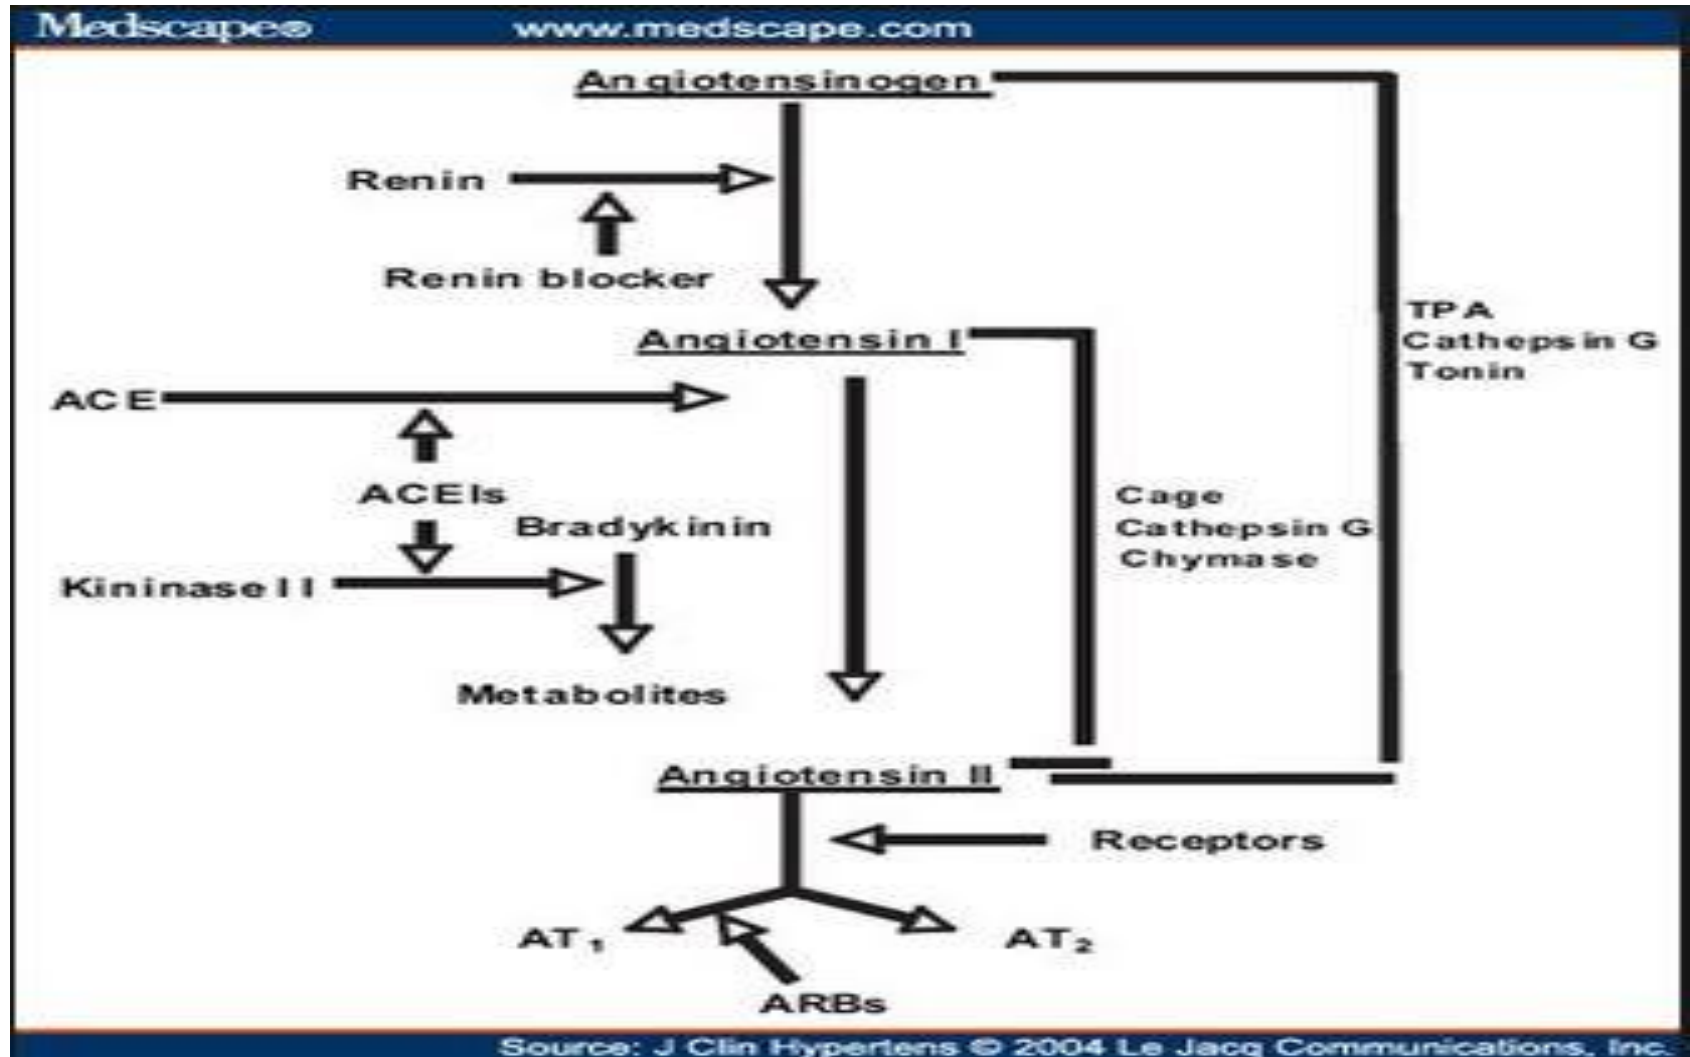 Medscape® www.medscape.com
Angiotensinogen
Renin
Renin blocker
TPA
Cathepsin G
Tonin
Angiotensin I
ACE
ACEIs
Cage
Cathepsin G
Chymase
Bradykinin
Kininase II
Metabolites
Angiotensin II
Receptors
AT1
AT2
ARBs
Source: J Clin Hypertens © 2004 Le Jacq Communications, Inc.